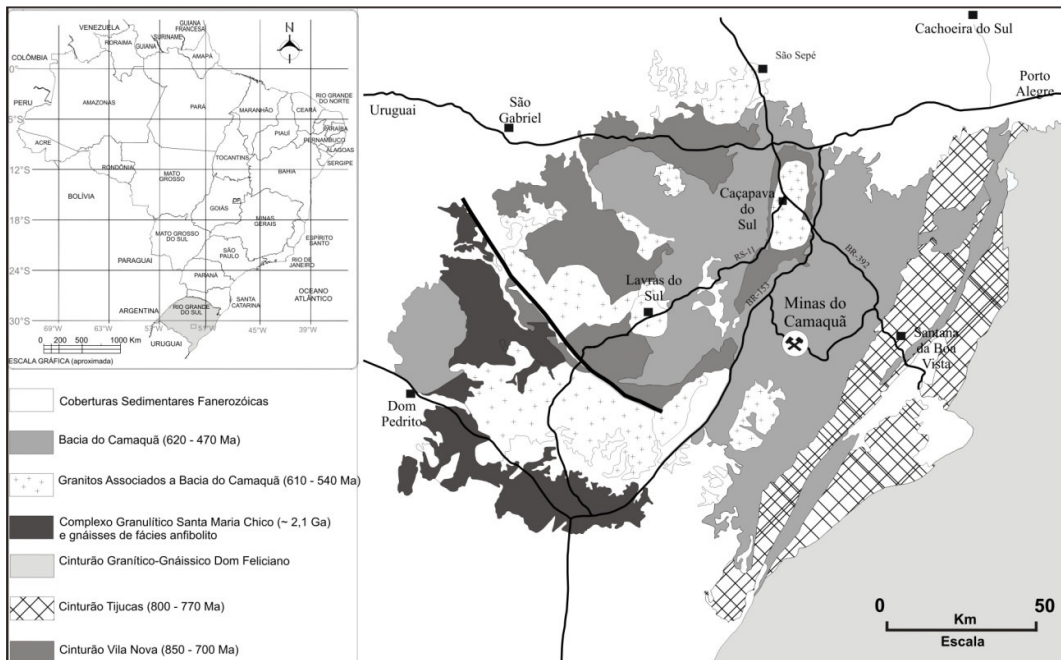 VENEZUELA
GUIANA
FRANCESA
SURINAME
RORAIMA
GUIANA
COLÔMBIA
AMAPÁ
N
0°
PERU
AMAZONAS
PARÁ
MARANHÃO
CEARÁ
RIO GRANDE
DO NORTE
6°S
PARAÍBA
PIAUÍ
PERNAMBUCO
ACRE
ALAGOAS
SERGIPE
TOCANTINS
RONDÔNIA
BAHIA
12°S
MATO
GROSSO
BOLÍVIA
GOIÁS
DF
18°S
MINAS
GERAIS
MATO GROSSO
DO SUL
ESPÍRITO
SANTO
SÃO
PAULO
RIO DE
JANEIRO
PARAGUAI
24°S
PARANÁ
OCEANO
ATLÂNTICO
SANTA
CATARINA
ARGENTINA
RIO GRANDE
DO SUL
30°S
69°W
63°W
57°W
51°W
45°W
39°W
0 200 500 1000 Km
URUGUAI
ESCALA GRÁFICA (aproximada)
Coberturas Sedimentares Fanerozóicas
Bacia do Camaquã (620 - 470 Ma)
Granitos Associados a Bacia do Camaquã (610 - 540 Ma)
Complexo Granulítico Santa Maria Chico (~ 2,1 Ga)
e gnáisses de fácies anfibolito
Cinturão Granítico-Gnáissico Dom Feliciano
Cinturão Tijucas (800 - 770 Ma)
Cinturão Vila Nova (850 - 700 Ma)
Cachoeira do Sul
São Sepé
Porto
Alegre
Uruguai
São
Gabriel
Caçapava
do
Sul
RS-11
BR-392
BR-153
Lavras do
Sul
Minas do
Camaquã
Santana
da Boa
Vista
Dom
Pedrito
0 50
Km
Escala